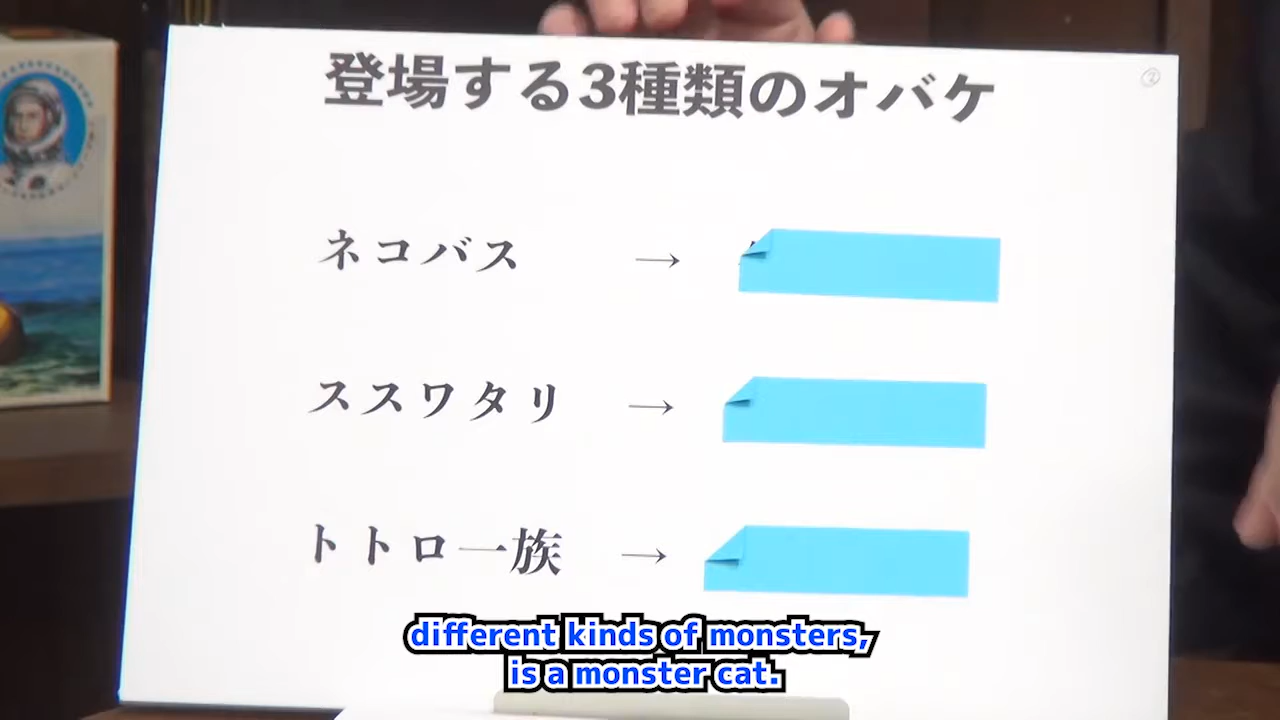 登場する3種類のオバケ
②
ネコバス →
ススワタリ →
トトロ一族 →
different kinds of monsters,
is a monster cat.